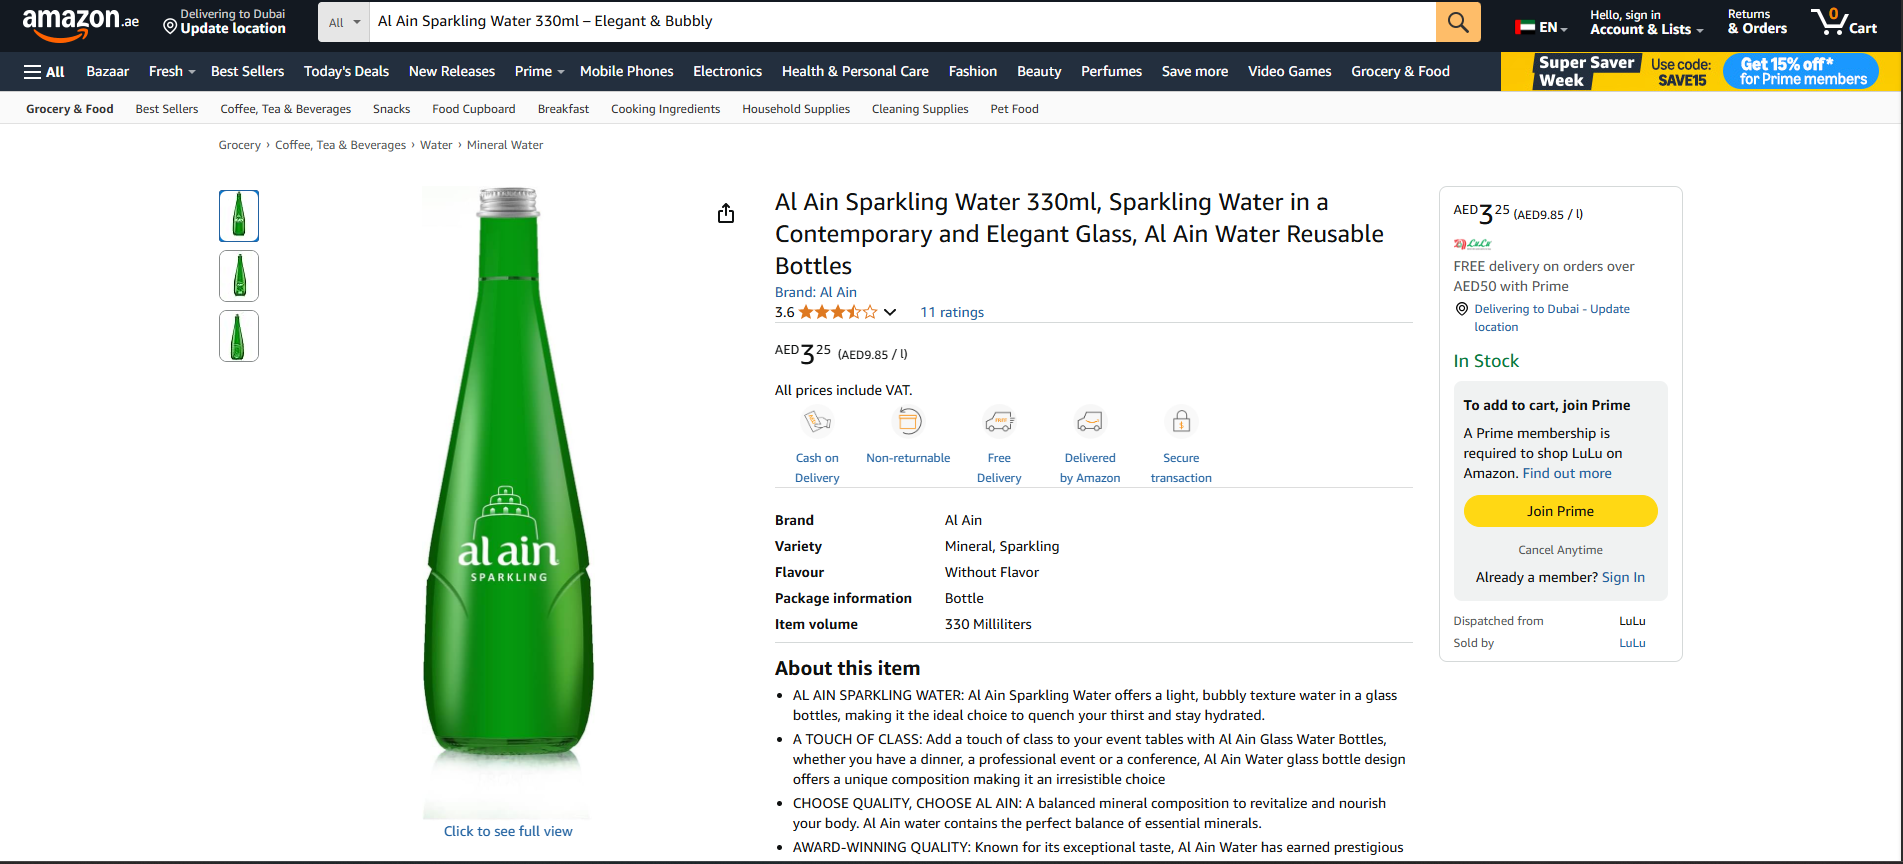 amazon.ae
Delivering to Dubai
Update location
All
Al Ain Sparkling Water 330ml – Elegant & Bubbly
EN
Hello, sign in
Account & Lists
Returns
& Orders
0
Cart
All
Bazaar
Fresh
Best Sellers
Today's Deals
New Releases
Prime
Mobile Phones
Electronics
Health & Personal Care
Fashion
Beauty
Perfumes
Save more
Video Games
Grocery & Food
Super Saver
Week
Use code:
SAVE15
Get 15% off*
for Prime members
Grocery & Food
Best Sellers
Coffee, Tea & Beverages
Snacks
Food Cupboard
Breakfast
Cooking Ingredients
Household Supplies
Cleaning Supplies
Pet Food
Grocery › Coffee, Tea & Beverages › Water › Mineral Water
al ain
SPARKLING
Click to see full view
Al Ain Sparkling Water 330ml, Sparkling Water in a
Contemporary and Elegant Glass, Al Ain Water Reusable
Bottles
Brand: Al Ain
3.6 11 ratings
AED 3 25 (AED9.85 / l)
All prices include VAT.
Cash on
Delivery
Non-returnable
Free
Delivery
Delivered
by Amazon
Secure
transaction
Brand Al Ain
Variety Mineral, Sparkling
Flavour Without Flavor
Package information Bottle
Item volume 330 Milliliters
About this item
• AL AIN SPARKLING WATER: Al Ain Sparkling Water offers a light, bubbly texture water in a glass
bottles, making it the ideal choice to quench your thirst and stay hydrated.
• A TOUCH OF CLASS: Add a touch of class to your event tables with Al Ain Glass Water Bottles,
whether you have a dinner, a professional event or a conference, Al Ain Water glass bottle design
offers a unique composition making it an irresistible choice
• CHOOSE QUALITY, CHOOSE AL AIN: A balanced mineral composition to revitalize and nourish
your body. Al Ain water contains the perfect balance of essential minerals.
• AWARD-WINNING QUALITY: Known for its exceptional taste, Al Ain Water has earned prestigious
AED 3 25 (AED9.85 / l)
LuLu
FREE delivery on orders over
AED50 with Prime
Delivering to Dubai - Update
location
In Stock
To add to cart, join Prime
A Prime membership is
required to shop LuLu on
Amazon. Find out more
Join Prime
Cancel Anytime
Already a member? Sign In
Dispatched from LuLu
Sold by LuLu